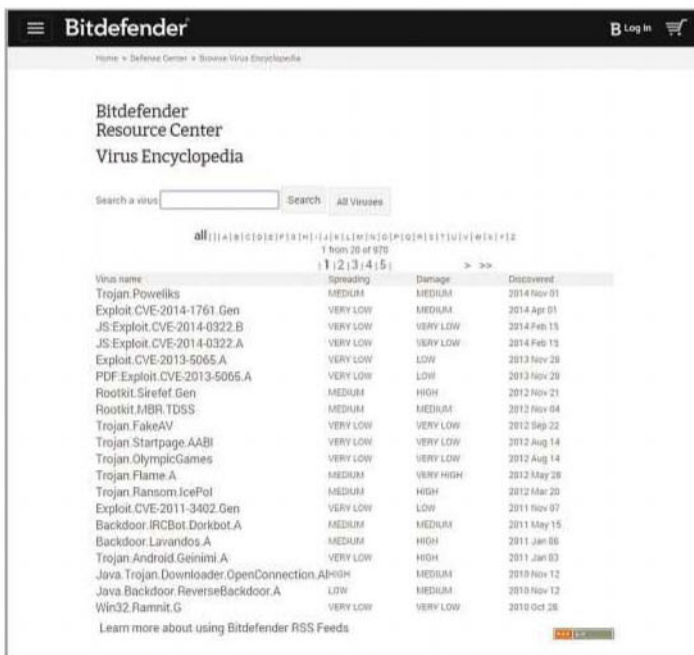 Bitdefender
B Log In
Home » Defense Center » Browse Virus Encyclopedia
Bitdefender
Resource Center
Virus Encyclopedia
Search a virus Search All Viruses
all | | | A | B | C | D | E | F | G | H | I | J | K | L | M | N | O | P | Q | R | S | T | U | V | W | X | Y | Z
1 from 20 of 970
| 1 | 2 | 3 | 4 | 5 | > >>
Virus name Spreading Damage Discovered
Trojan.Poweliks MEDIUM MEDIUM 2014 Nov 01
Exploit.CVE-2014-1761.Gen VERY LOW MEDIUM 2014 Apr 01
JS:Exploit.CVE-2014-0322.B VERY LOW VERY LOW 2014 Feb 15
JS:Exploit.CVE-2014-0322.A VERY LOW VERY LOW 2014 Feb 15
Exploit.CVE-2013-5065.A VERY LOW LOW 2013 Nov 28
PDF:Exploit.CVE-2013-5065.A VERY LOW LOW 2013 Nov 28
Rootkit.Sirefef.Gen MEDIUM HIGH 2012 Nov 21
Rootkit.MBR.TDSS MEDIUM MEDIUM 2012 Nov 04
Trojan.FakeAV VERY LOW VERY LOW 2012 Sep 22
Trojan.Startpage.AABI VERY LOW VERY LOW 2012 Aug 14
Trojan.OlympicGames VERY LOW VERY LOW 2012 Aug 14
Trojan.Flame.A MEDIUM VERY HIGH 2012 May 28
Trojan.Ransom.IcePol MEDIUM HIGH 2012 Mar 20
Exploit.CVE-2011-3402.Gen VERY LOW LOW 2011 Nov 07
Backdoor.IRCBot.Dorkbot.A MEDIUM MEDIUM 2011 May 15
Backdoor.Lavandos.A MEDIUM HIGH 2011 Jan 06
Trojan.Android.Geinimi.A VERY LOW HIGH 2011 Jan 03
Java.Trojan.Downloader.OpenConnection.AI HIGH MEDIUM 2010 Nov 12
Java.Backdoor.ReverseBackdoor.A LOW MEDIUM 2010 Nov 12
Win32.Ramnit.G VERY LOW VERY LOW 2010 Oct 28
Learn more about using Bitdefender RSS Feeds